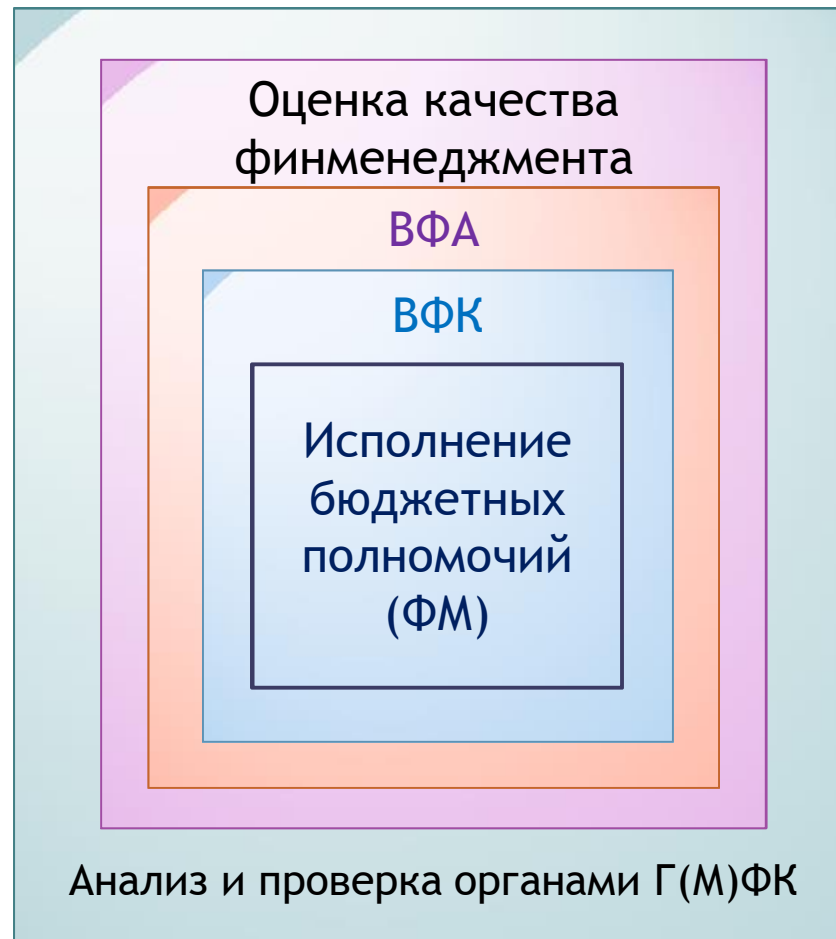 Оценка качества
финменеджмента
ВФА
ВФК
Исполнение
бюджетных
полномочий
(ФМ)
Анализ и проверка органами Г(М)ФК